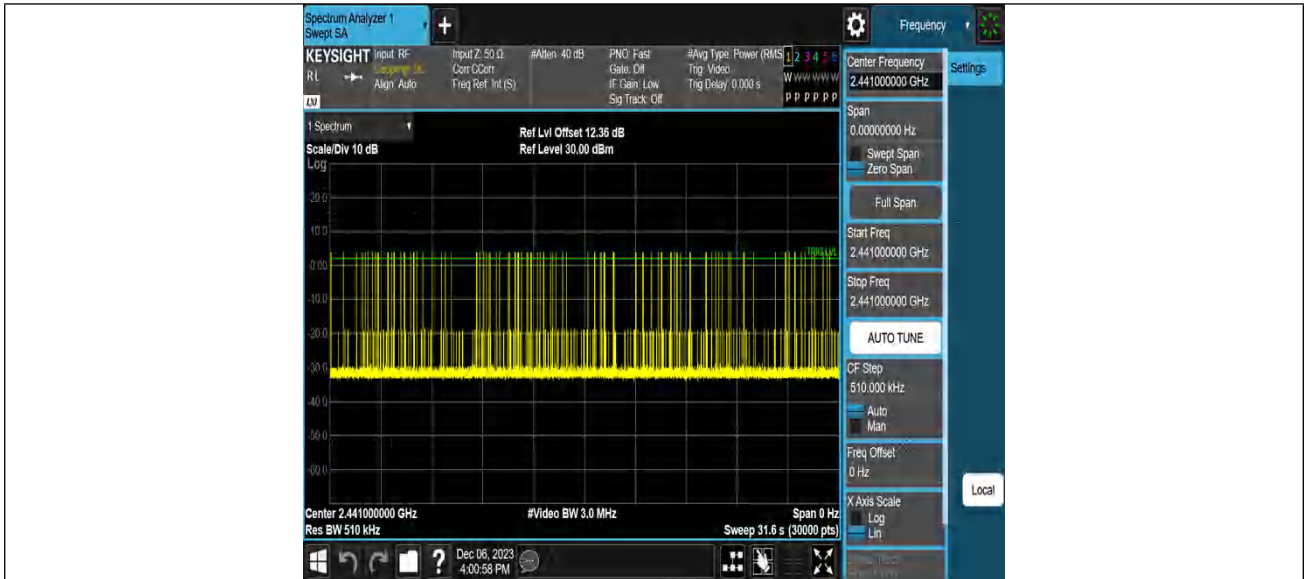 Spectrum Analyzer 1
Swept SA
+
Frequency
KEYSIGHT
Input: RF
Input Z: 50 Ω
#Atten: 40 dB
PNO: Fast
#Avg Type: Power (RMS
1 2 3 4 5 6
RL
Corr CCorr
Gate: Off
Trig: Video
W W W W W W
Align: Auto
Freq Ref: Int (S)
IF Gain: Low
Trig Delay: 0.000 s
P P P P P P
LXI
Sig Track: Off
1 Spectrum
Ref Lvl Offset 12.36 dB
Scale/Div 10 dB
Ref Level 30.00 dBm
Log
20.0
10.0
TRIG LVL
0.00
-10.0
-20.0
-30.0
-40.0
-50.0
-60.0
Center 2.441000000 GHz
#Video BW 3.0 MHz
Span 0 Hz
Res BW 510 kHz
Sweep 31.6 s (30000 pts)
Center Frequency
2.441000000 GHz
Settings
Span
0.00000000 Hz
Swept Span
Zero Span
Full Span
Start Freq
2.441000000 GHz
Stop Freq
2.441000000 GHz
AUTO TUNE
CF Step
510.000 kHz
Auto
Man
Freq Offset
0 Hz
Local
X Axis Scale
Log
Lin
?
Dec 06, 2023
4:00:58 PM